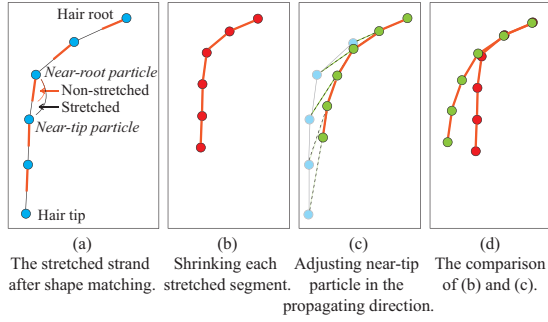 Hair root
Near-root particle
Non-stretched
Stretched
Near-tip particle
Hair tip
(a)
The stretched strand
after shape matching.
(b)
Shrinking each
stretched segment.
(c)
Adjusting near-tip
particle in the
propagating direction.
(d)
The comparison
of (b) and (c).